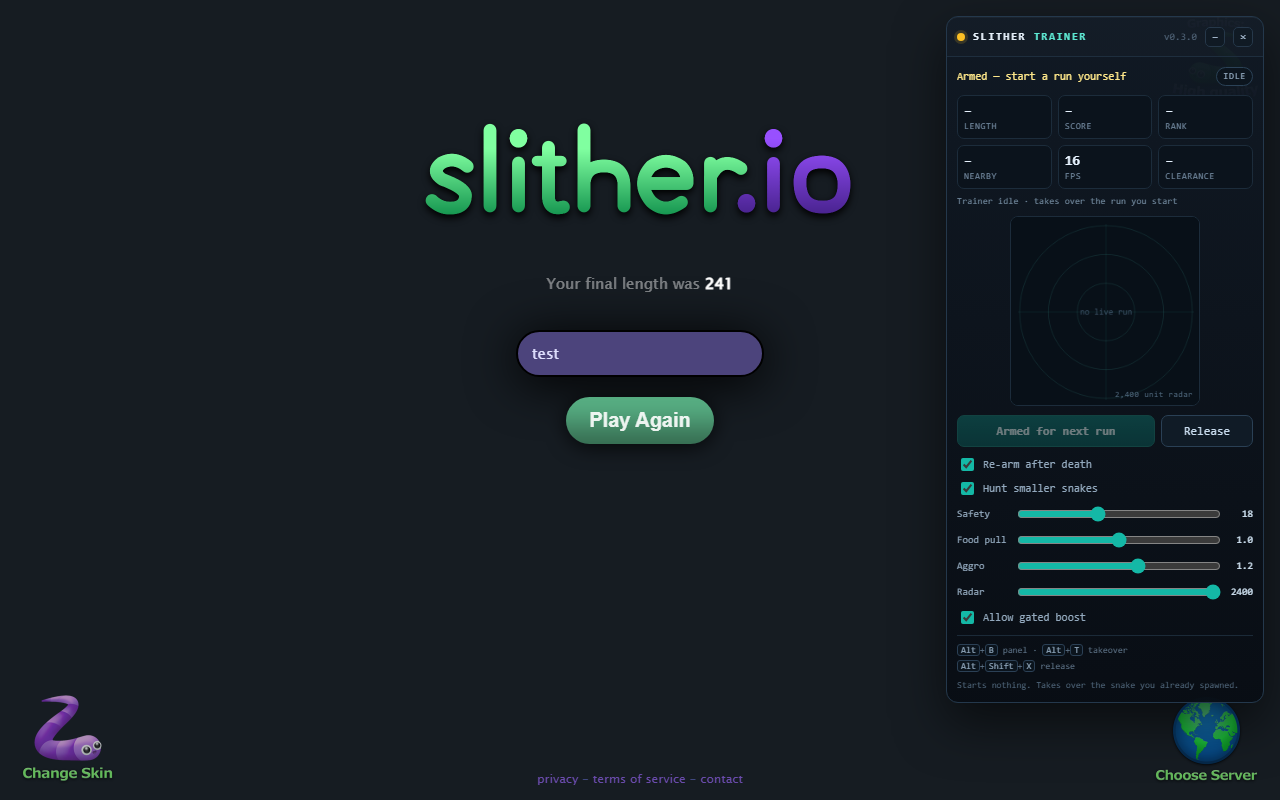 slither.io
Your final length was 241
test
Play Again
Change Skin
privacy – terms of service – contact
Choose Server
SLITHER TRAINER v0.3.0 – ×
Armed — start a run yourself IDLE
– – –
LENGTH SCORE RANK
– 16 –
NEARBY FPS CLEARANCE
Trainer idle · takes over the run you start
no live run
2,400 unit radar
Armed for next run Release
Re-arm after death
Hunt smaller snakes
Safety 18
Food pull 1.0
Aggro 1.2
Radar 2400
Allow gated boost
Alt+B panel · Alt+T takeover
Alt+Shift+X release
Starts nothing. Takes over the snake you already spawned.